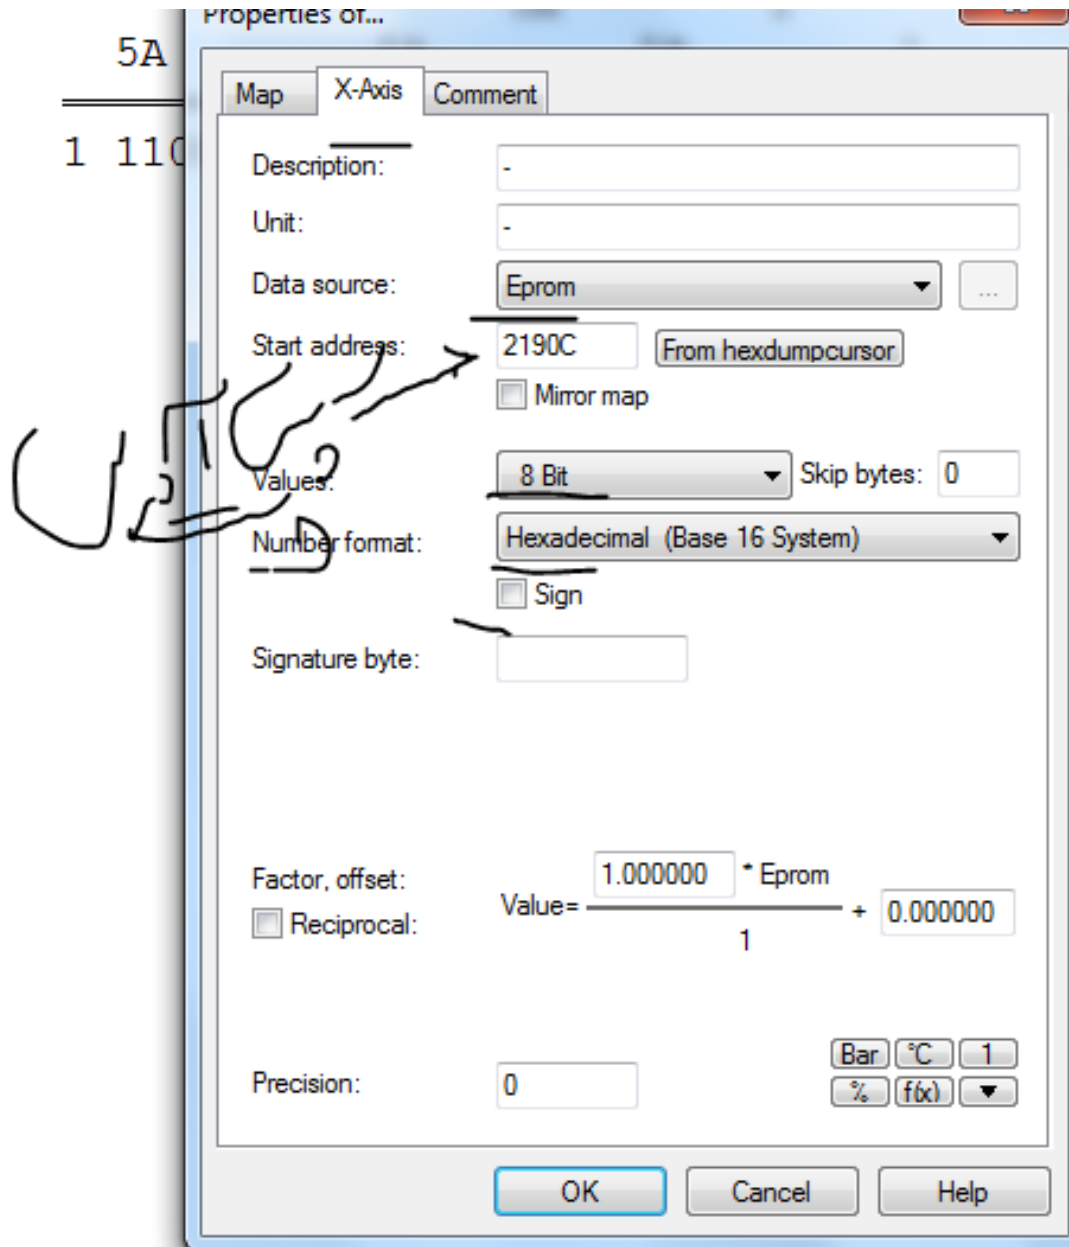 Properties of...
5A
Map X-Axis Comment
1 110
Description: -
Unit: -
Data source: Eprom ...
Start address: 2190C From hexdumpcursor
Mirror map
Values: 8 Bit Skip bytes: 0
Number format: Hexadecimal (Base 16 System)
Sign
Signature byte:
Factor, offset: 1.000000 * Eprom
Reciprocal: Value= + 0.000000
1
Bar °C 1
Precision: 0 % f(x)
OK Cancel Help